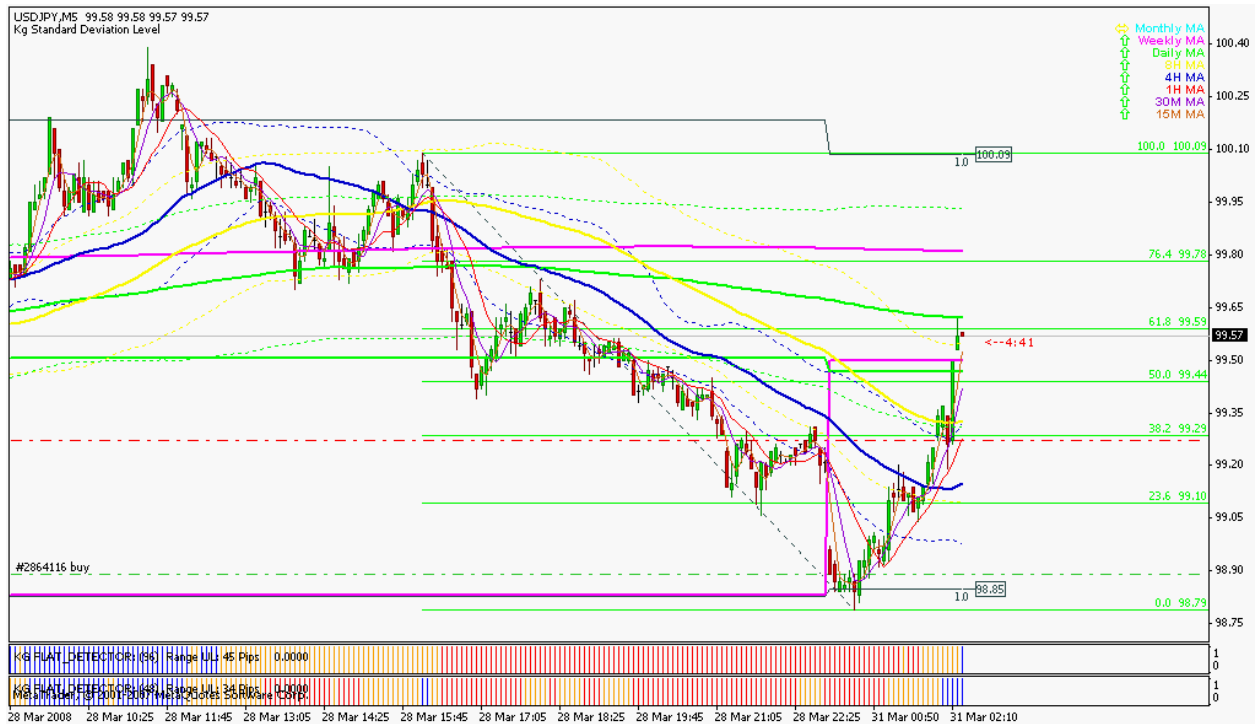 USDJPY,M5 99.58 99.58 99.57 99.57
Kg Standard Deviation Level
Monthly MA
Weekly MA
Daily MA
8H MA
4H MA
1H MA
30M MA
15M MA
100.40
100.25
100.10
99.95
99.80
99.65
99.57
99.50
99.35
99.20
99.05
98.90
98.75
100.0 100.09
1.0 100.09
76.4 99.78
61.8 99.59
<--4:41
50.0 99.44
38.2 99.29
23.6 99.10
#2864116 buy
1.0 98.85
0.0 98.79
KG FLAT_DETECTOR: (96) Range UL: 45 Pips 0.0000
1
0
KG FLAT_DETECTOR: (48) Range UL: 34 Pips 0.0000
MetaTrader, © 2001-2007 MetaQuotes Software Corp.
1
0
28 Mar 2008 28 Mar 10:25 28 Mar 11:45 28 Mar 13:05 28 Mar 14:25 28 Mar 15:45 28 Mar 17:05 28 Mar 18:25 28 Mar 19:45 28 Mar 21:05 28 Mar 22:25 31 Mar 00:50 31 Mar 02:10